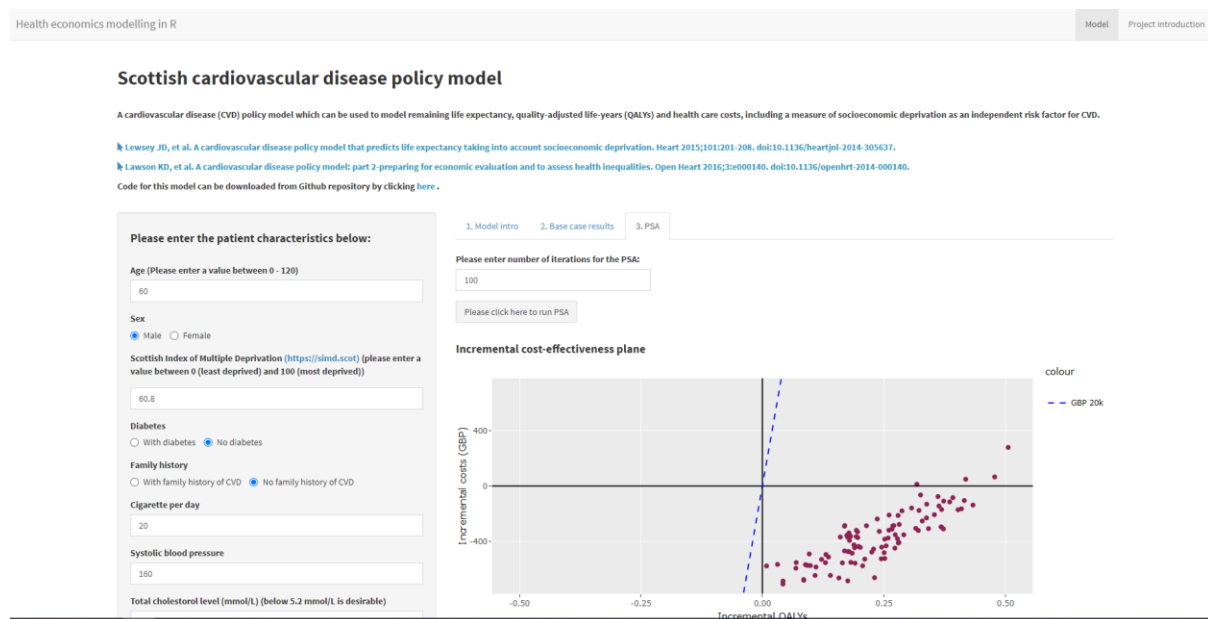 Health economics modelling in R
Model
Project introduction
Scottish cardiovascular disease policy model
A cardiovascular disease (CVD) policy model which can be used to model remaining life expectancy, quality-adjusted life-years (QALYs) and health care costs, including a measure of socioeconomic deprivation as an independent risk factor for CVD.
Lewsey JD, et al. A cardiovascular disease policy model that predicts life expectancy taking into account socioeconomic deprivation. Heart 2015;101:201-208. doi:10.1136/heartjnl-2014-305637.
Lawson KD, et al. A cardiovascular disease policy model: part 2-preparing for economic evaluation and to assess health inequalities. Open Heart 2016;3:e000140. doi:10.1136/openhrt-2014-000140.
Code for this model can be downloaded from Github repository by clicking here .
Please enter the patient characteristics below:
Age (Please enter a value between 0 - 120)
60
Sex
Male Female
Scottish Index of Multiple Deprivation (https://simd.scot) (please enter a
value between 0 (least deprived) and 100 (most deprived))
60.8
Diabetes
With diabetes No diabetes
Family history
With family history of CVD No family history of CVD
Cigarette per day
20
Systolic blood pressure
160
Total cholestorol level (mmol/L) (below 5.2 mmol/L is desirable)
1. Model intro 2. Base case results 3. PSA
Please enter number of iterations for the PSA:
100
Please click here to run PSA
Incremental cost-effectiveness plane
colour
GBP 20k
Incremental costs (GBP)
400
0
-400
-0.50 -0.25 0.00 0.25 0.50
Incremental QALYs